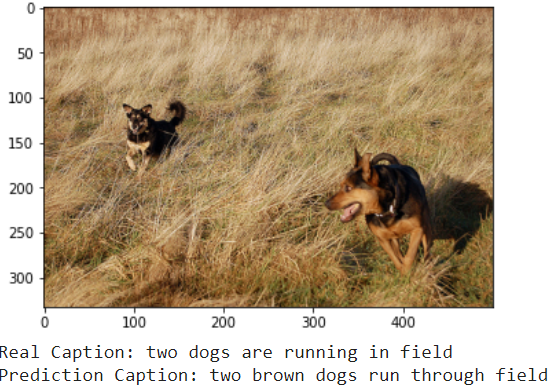 0
50
100
150
200
250
300
0 100 200 300 400
Real Caption: two dogs are running in field
Prediction Caption: two brown dogs run through field